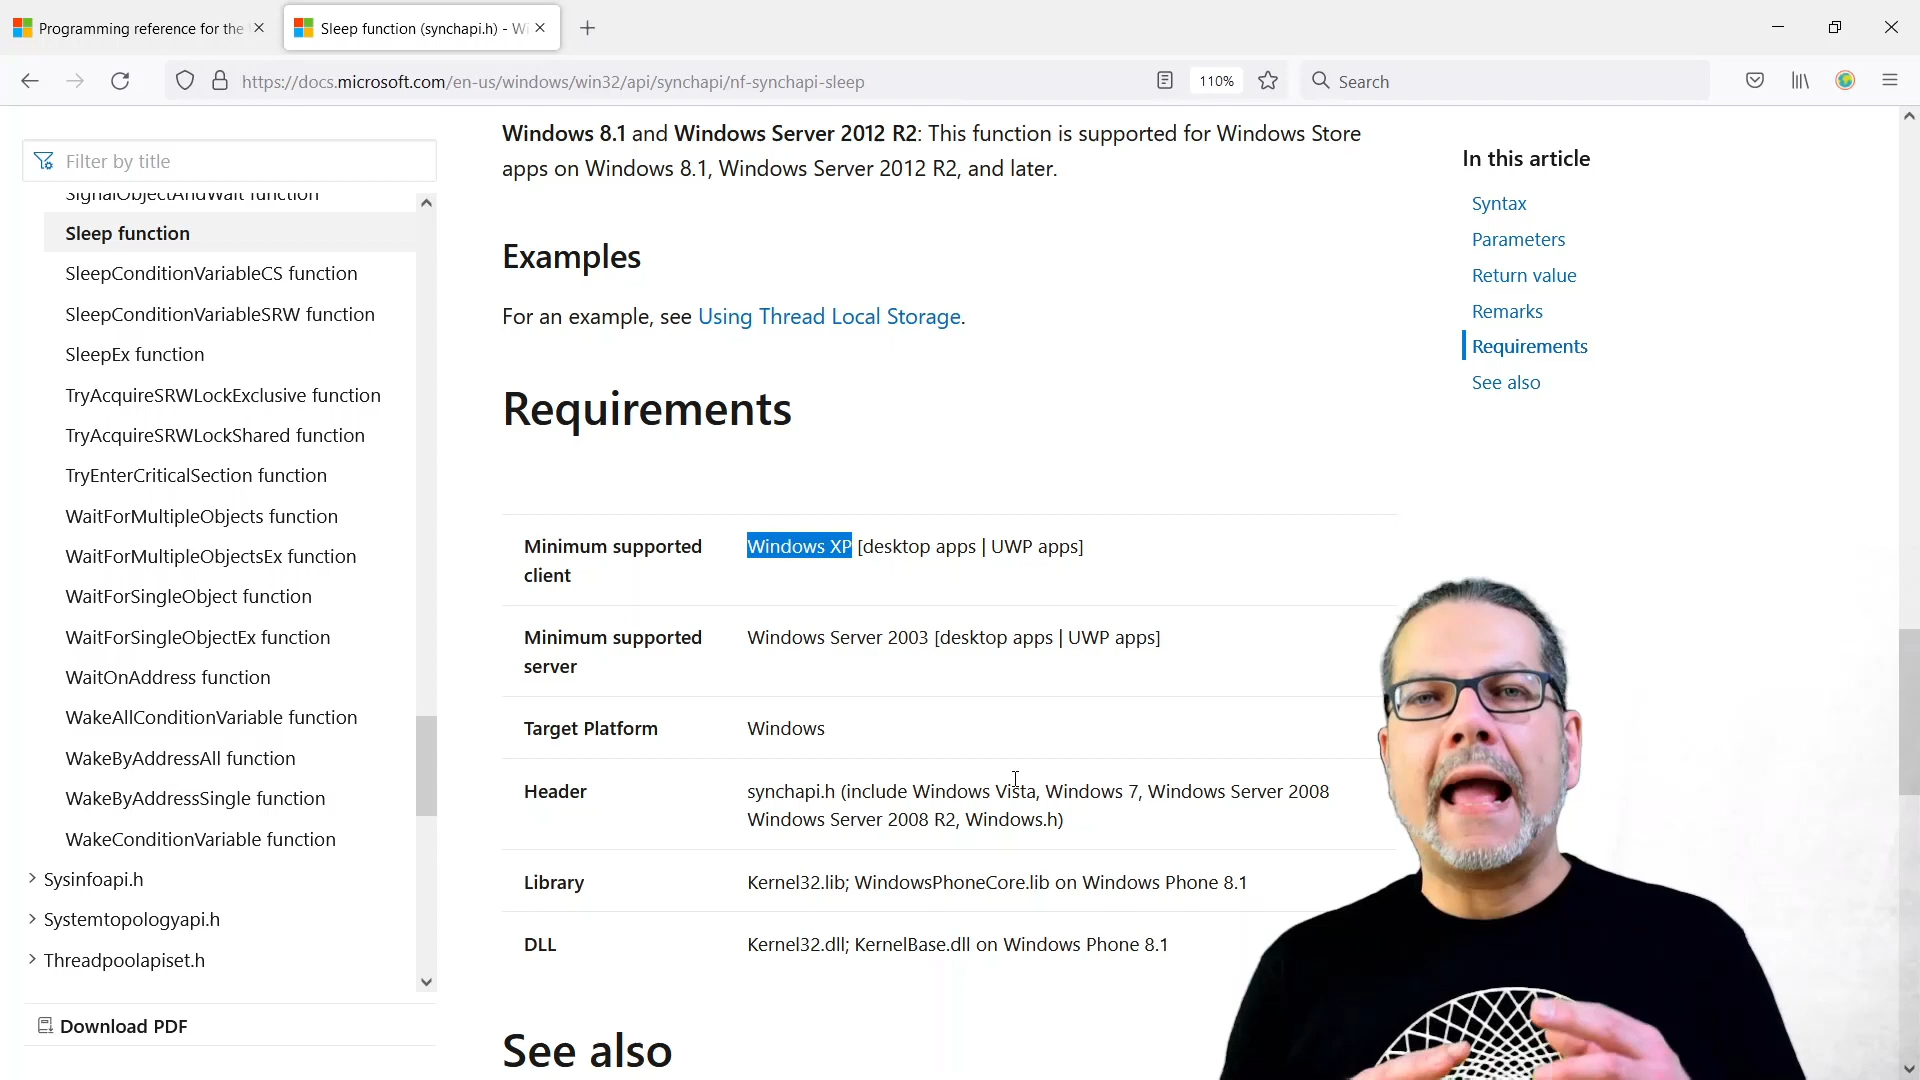 Programming reference for the
Sleep function (synchapi.h) - Wi
https://docs.microsoft.com/en-us/windows/win32/api/synchapi/nf-synchapi-sleep
110%
Search
Filter by title
SignalObjectAndWait function
Sleep function
SleepConditionVariableCS function
SleepConditionVariableSRW function
SleepEx function
TryAcquireSRWLockExclusive function
TryAcquireSRWLockShared function
TryEnterCriticalSection function
WaitForMultipleObjects function
WaitForMultipleObjectsEx function
WaitForSingleObject function
WaitForSingleObjectEx function
WaitOnAddress function
WakeAllConditionVariable function
WakeByAddressAll function
WakeByAddressSingle function
WakeConditionVariable function
Sysinfoapi.h
Systemtopologyapi.h
Threadpoolapiset.h
Download PDF
Windows 8.1 and Windows Server 2012 R2: This function is supported for Windows Store
apps on Windows 8.1, Windows Server 2012 R2, and later.
Examples
For an example, see Using Thread Local Storage.
Requirements
Minimum supported
client
Windows XP [desktop apps | UWP apps]
Minimum supported
server
Windows Server 2003 [desktop apps | UWP apps]
Target Platform
Windows
Header
synchapi.h (include Windows Vista, Windows 7, Windows Server 2008
Windows Server 2008 R2, Windows.h)
Library
Kernel32.lib; WindowsPhoneCore.lib on Windows Phone 8.1
DLL
Kernel32.dll; KernelBase.dll on Windows Phone 8.1
See also
In this article
Syntax
Parameters
Return value
Remarks
Requirements
See also